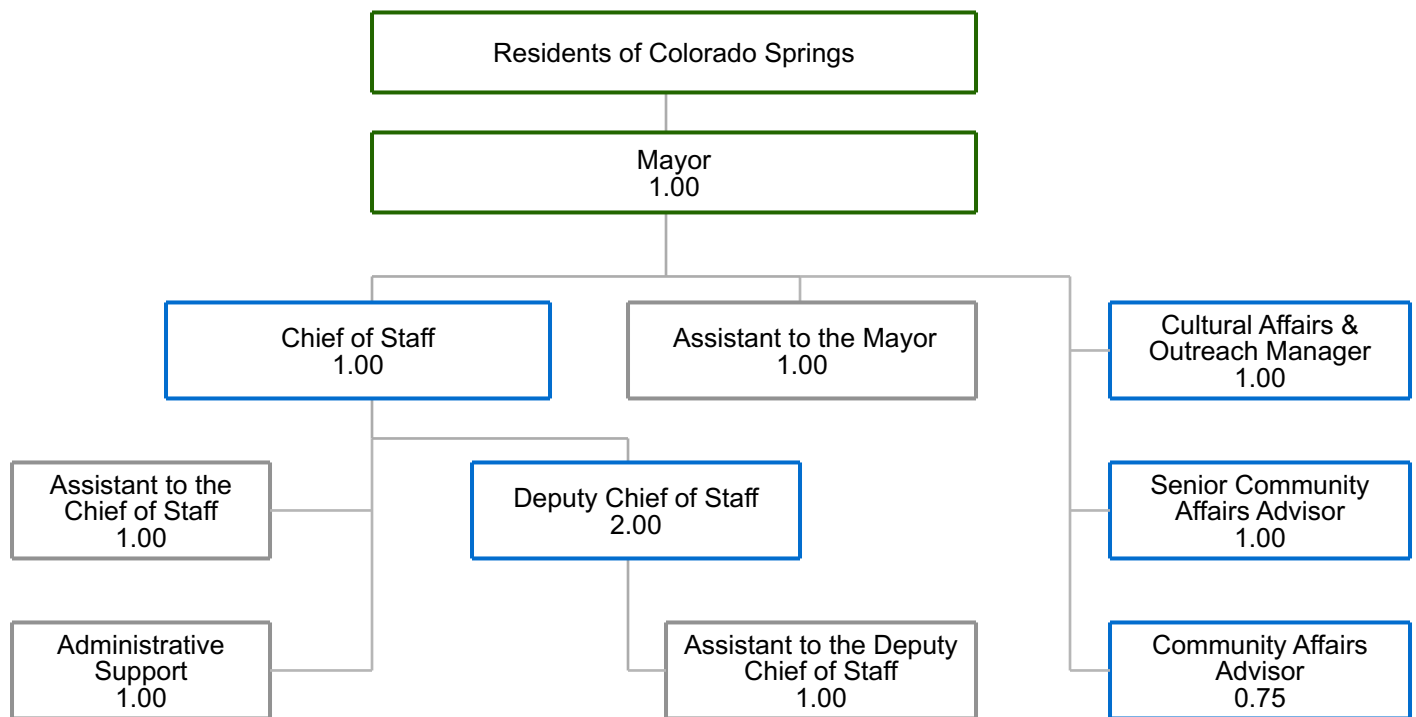 Residents of Colorado Springs
Mayor
1.00
Chief of Staff
1.00
Assistant to the Mayor
1.00
Cultural Affairs &
Outreach Manager
1.00
Assistant to the
Chief of Staff
1.00
Deputy Chief of Staff
2.00
Senior Community
Affairs Advisor
1.00
Administrative
Support
1.00
Assistant to the Deputy
Chief of Staff
1.00
Community Affairs
Advisor
0.75